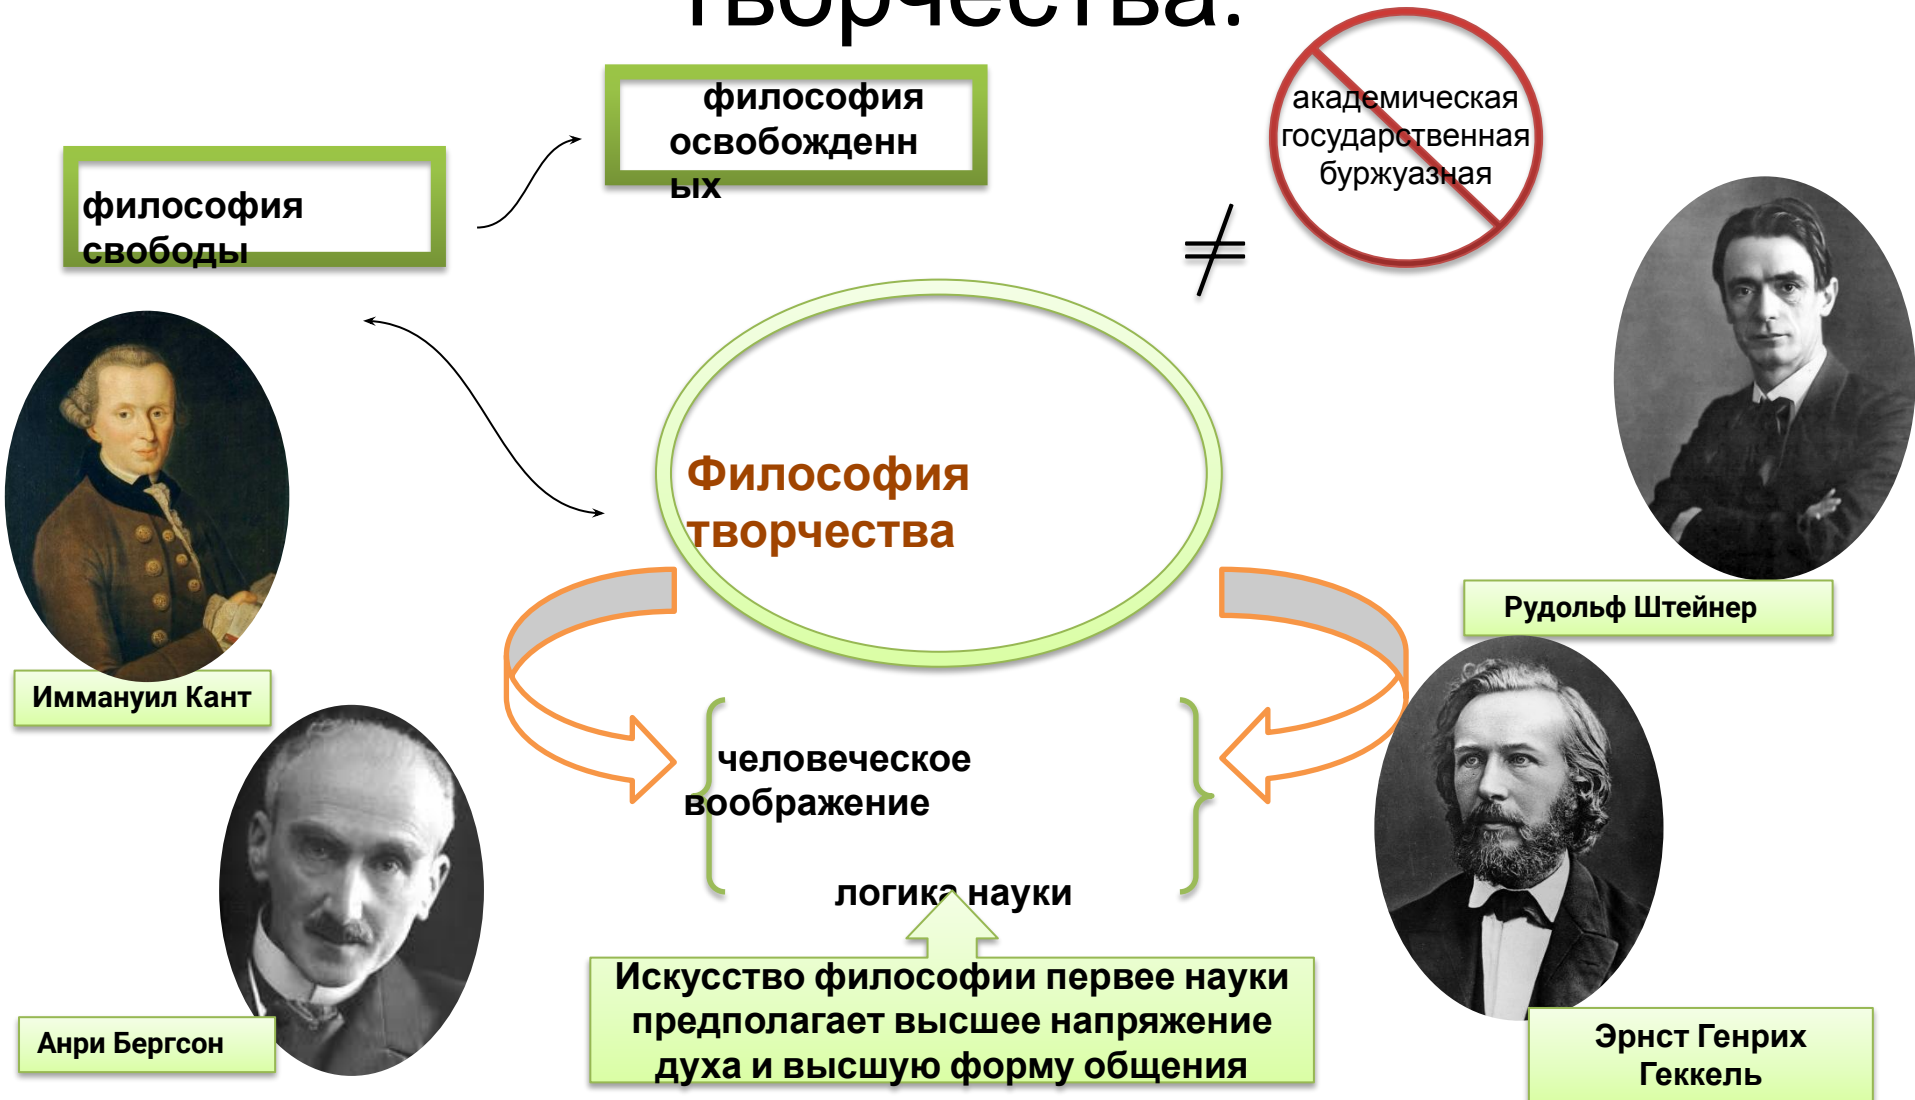 творчества.
философия
освобожденн
ых
академическая
государственная
буржуазная
философия
свободы
≠
Философия
творчества
Рудольф Штейнер
Иммануил Кант
человеческое
воображение
логика науки
Искусство философии первее науки
предполагает высшее напряжение
духа и высшую форму общения
Анри Бергсон
Эрнст Генрих
Геккель